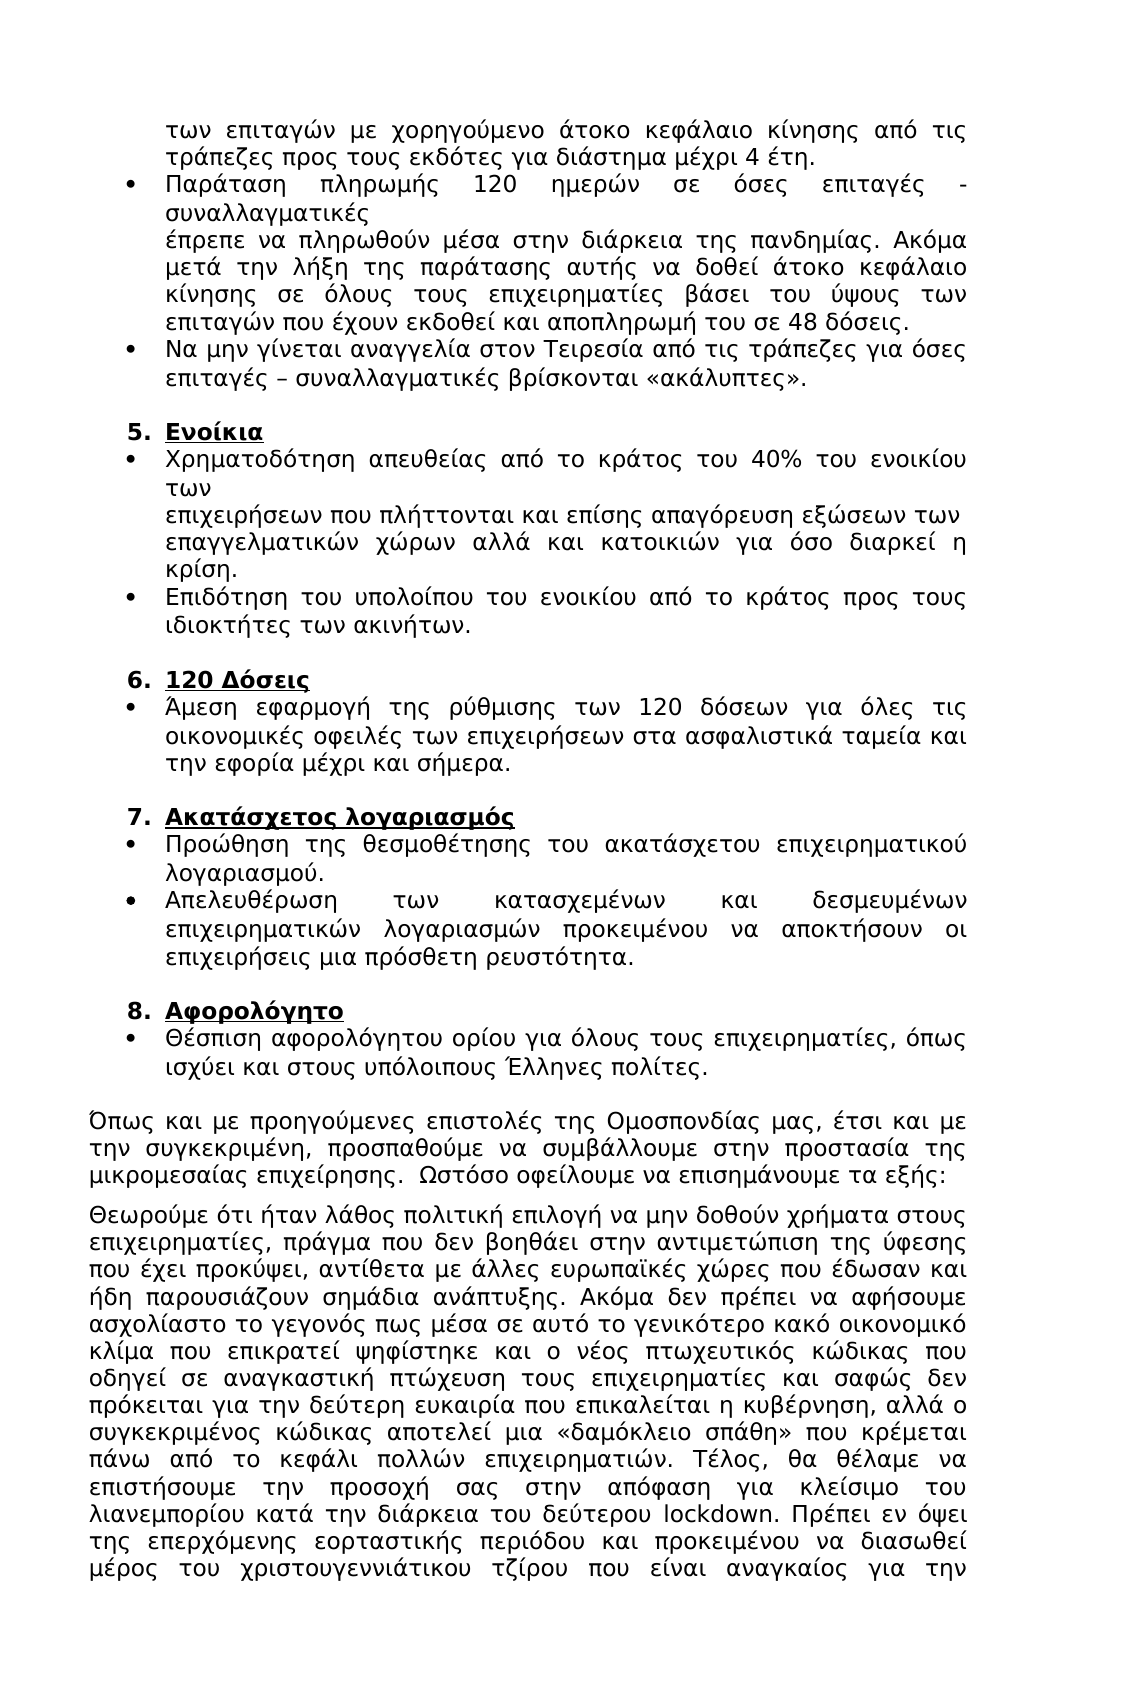 των επιταγών με χορηγούμενο άτοκο κεφάλαιο κίνησης από τις
τράπεζες προς τους εκδότες για διάστημα μέχρι 4 έτη.
• Παράταση πληρωμής 120 ημερών σε όσες επιταγές -
συναλλαγματικές
έπρεπε να πληρωθούν μέσα στην διάρκεια της πανδημίας. Ακόμα
μετά την λήξη της παράτασης αυτής να δοθεί άτοκο κεφάλαιο
κίνησης σε όλους τους επιχειρηματίες βάσει του ύψους των
επιταγών που έχουν εκδοθεί και αποπληρωμή του σε 48 δόσεις.
• Να μην γίνεται αναγγελία στον Τειρεσία από τις τράπεζες για όσες
επιταγές – συναλλαγματικές βρίσκονται «ακάλυπτες».
5. Ενοίκια
• Χρηματοδότηση απευθείας από το κράτος του 40% του ενοικίου
των
επιχειρήσεων που πλήττονται και επίσης απαγόρευση εξώσεων των
επαγγελματικών χώρων αλλά και κατοικιών για όσο διαρκεί η
κρίση.
• Επιδότηση του υπολοίπου του ενοικίου από το κράτος προς τους
ιδιοκτήτες των ακινήτων.
6. 120 Δόσεις
• Άμεση εφαρμογή της ρύθμισης των 120 δόσεων για όλες τις
οικονομικές οφειλές των επιχειρήσεων στα ασφαλιστικά ταμεία και
την εφορία μέχρι και σήμερα.
7. Ακατάσχετος λογαριασμός
• Προώθηση της θεσμοθέτησης του ακατάσχετου επιχειρηματικού
λογαριασμού.
• Απελευθέρωση των κατασχεμένων και δεσμευμένων
επιχειρηματικών λογαριασμών προκειμένου να αποκτήσουν οι
επιχειρήσεις μια πρόσθετη ρευστότητα.
8. Αφορολόγητο
• Θέσπιση αφορολόγητου ορίου για όλους τους επιχειρηματίες, όπως
ισχύει και στους υπόλοιπους Έλληνες πολίτες.
Όπως και με προηγούμενες επιστολές της Ομοσπονδίας μας, έτσι και με
την συγκεκριμένη, προσπαθούμε να συμβάλλουμε στην προστασία της
μικρομεσαίας επιχείρησης. Ωστόσο οφείλουμε να επισημάνουμε τα εξής:
Θεωρούμε ότι ήταν λάθος πολιτική επιλογή να μην δοθούν χρήματα στους
επιχειρηματίες, πράγμα που δεν βοηθάει στην αντιμετώπιση της ύφεσης
που έχει προκύψει, αντίθετα με άλλες ευρωπαϊκές χώρες που έδωσαν και
ήδη παρουσιάζουν σημάδια ανάπτυξης. Ακόμα δεν πρέπει να αφήσουμε
ασχολίαστο το γεγονός πως μέσα σε αυτό το γενικότερο κακό οικονομικό
κλίμα που επικρατεί ψηφίστηκε και ο νέος πτωχευτικός κώδικας που
οδηγεί σε αναγκαστική πτώχευση τους επιχειρηματίες και σαφώς δεν
πρόκειται για την δεύτερη ευκαιρία που επικαλείται η κυβέρνηση, αλλά ο
συγκεκριμένος κώδικας αποτελεί μια «δαμόκλειο σπάθη» που κρέμεται
πάνω από το κεφάλι πολλών επιχειρηματιών. Τέλος, θα θέλαμε να
επιστήσουμε την προσοχή σας στην απόφαση για κλείσιμο του
λιανεμπορίου κατά την διάρκεια του δεύτερου lockdown. Πρέπει εν όψει
της επερχόμενης εορταστικής περιόδου και προκειμένου να διασωθεί
μέρος του χριστουγεννιάτικου τζίρου που είναι αναγκαίος για την